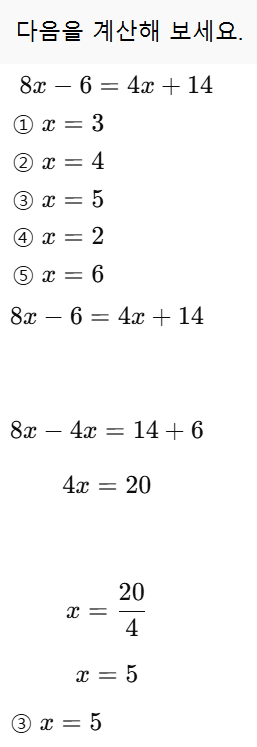 다음을 계산해 보세요.
8x − 6 = 4x + 14
① x = 3
② x = 4
③ x = 5
④ x = 2
⑤ x = 6
8x − 6 = 4x + 14
8x − 4x = 14 + 6
4x = 20
x = 20/4
x = 5
③ x = 5